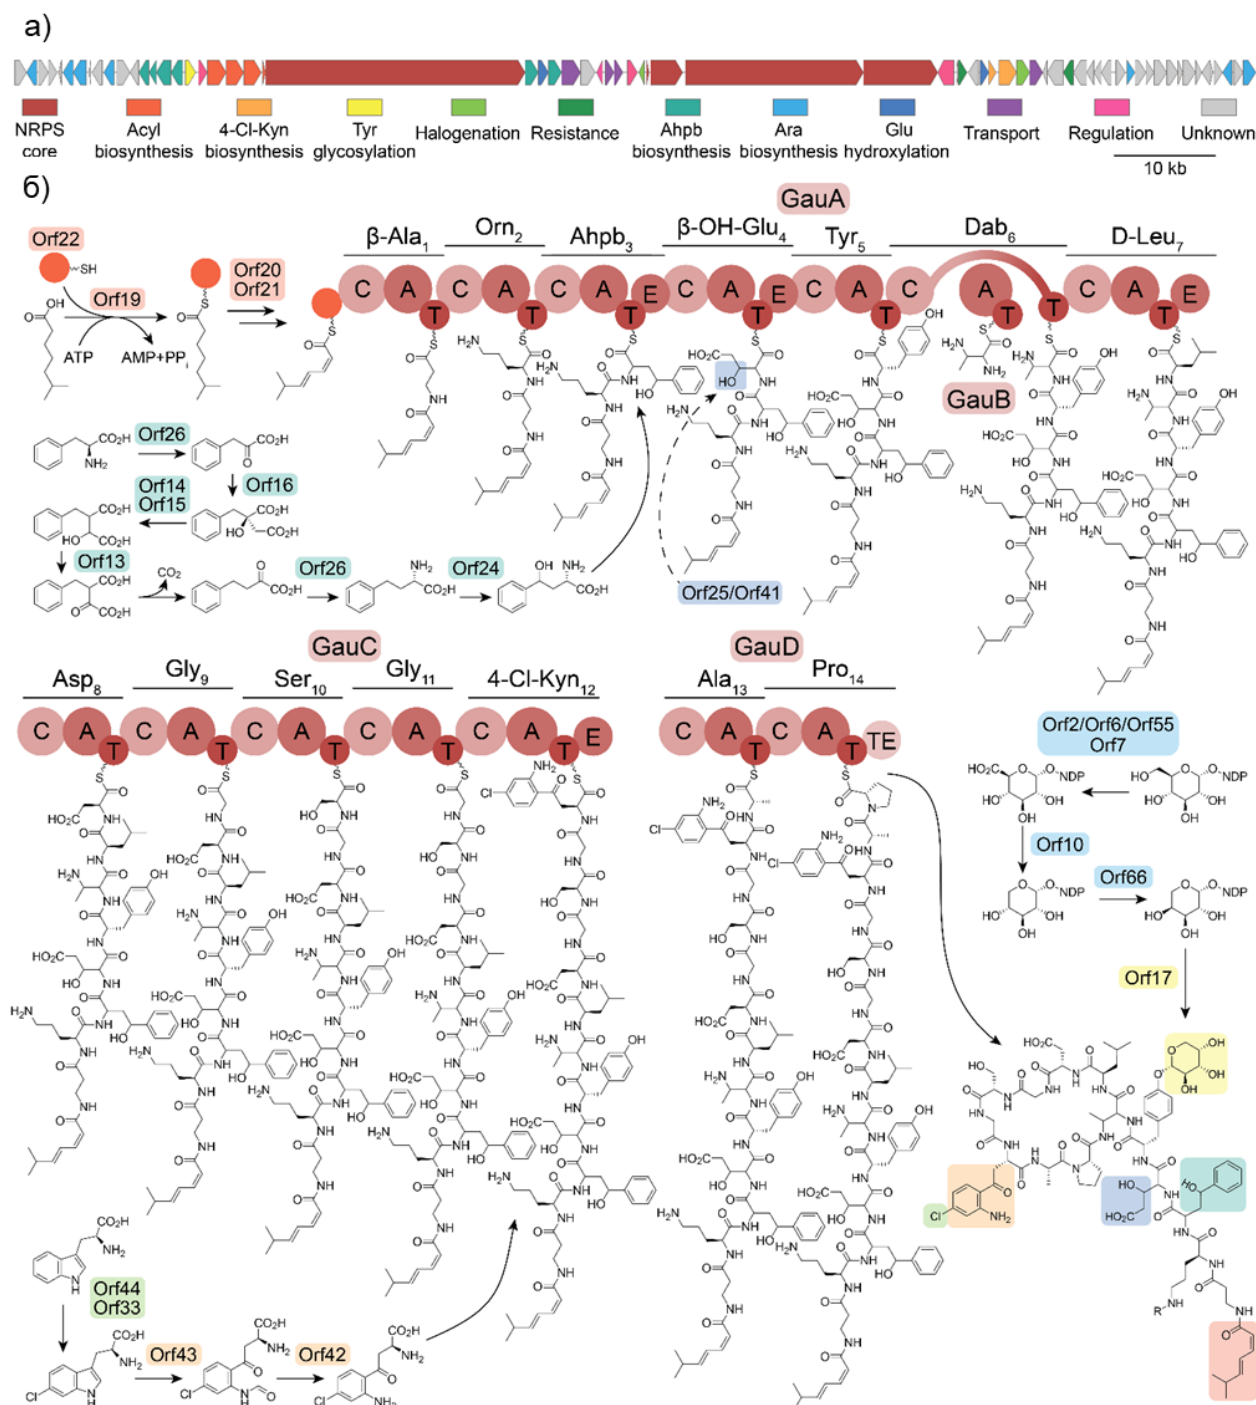 а)
NRPS core
Acyl biosynthesis
4-Cl-Kyn biosynthesis
Tyr glycosylation
Halogenation
Resistance
Ahpb biosynthesis
Ara biosynthesis
Glu hydroxylation
Transport
Regulation
Unknown
10 kb
б)
GauA
Orf22
SH
Orf19
OH
O
ATP
AMP+PPi
Orf20
Orf21
β-Ala1
Orn2
Ahpb3
β-OH-Glu4
Tyr5
Dab6
D-Leu7
C A T C A T C A T E C A T E C A T C A T T C A T E
GauB
Orf26
Orf16
Orf14
Orf15
Orf13
CO2
Orf26
Orf24
Orf25/Orf41
GauC
GauD
Asp8
Gly9
Ser10
Gly11
4-Cl-Kyn12
Ala13
Pro14
C A T C A T C A T C A T C A T E
C A T C A T TE
Orf2/Orf6/Orf55
Orf7
Orf10
Orf66
Orf17
Orf44
Orf33
Orf43
Orf42